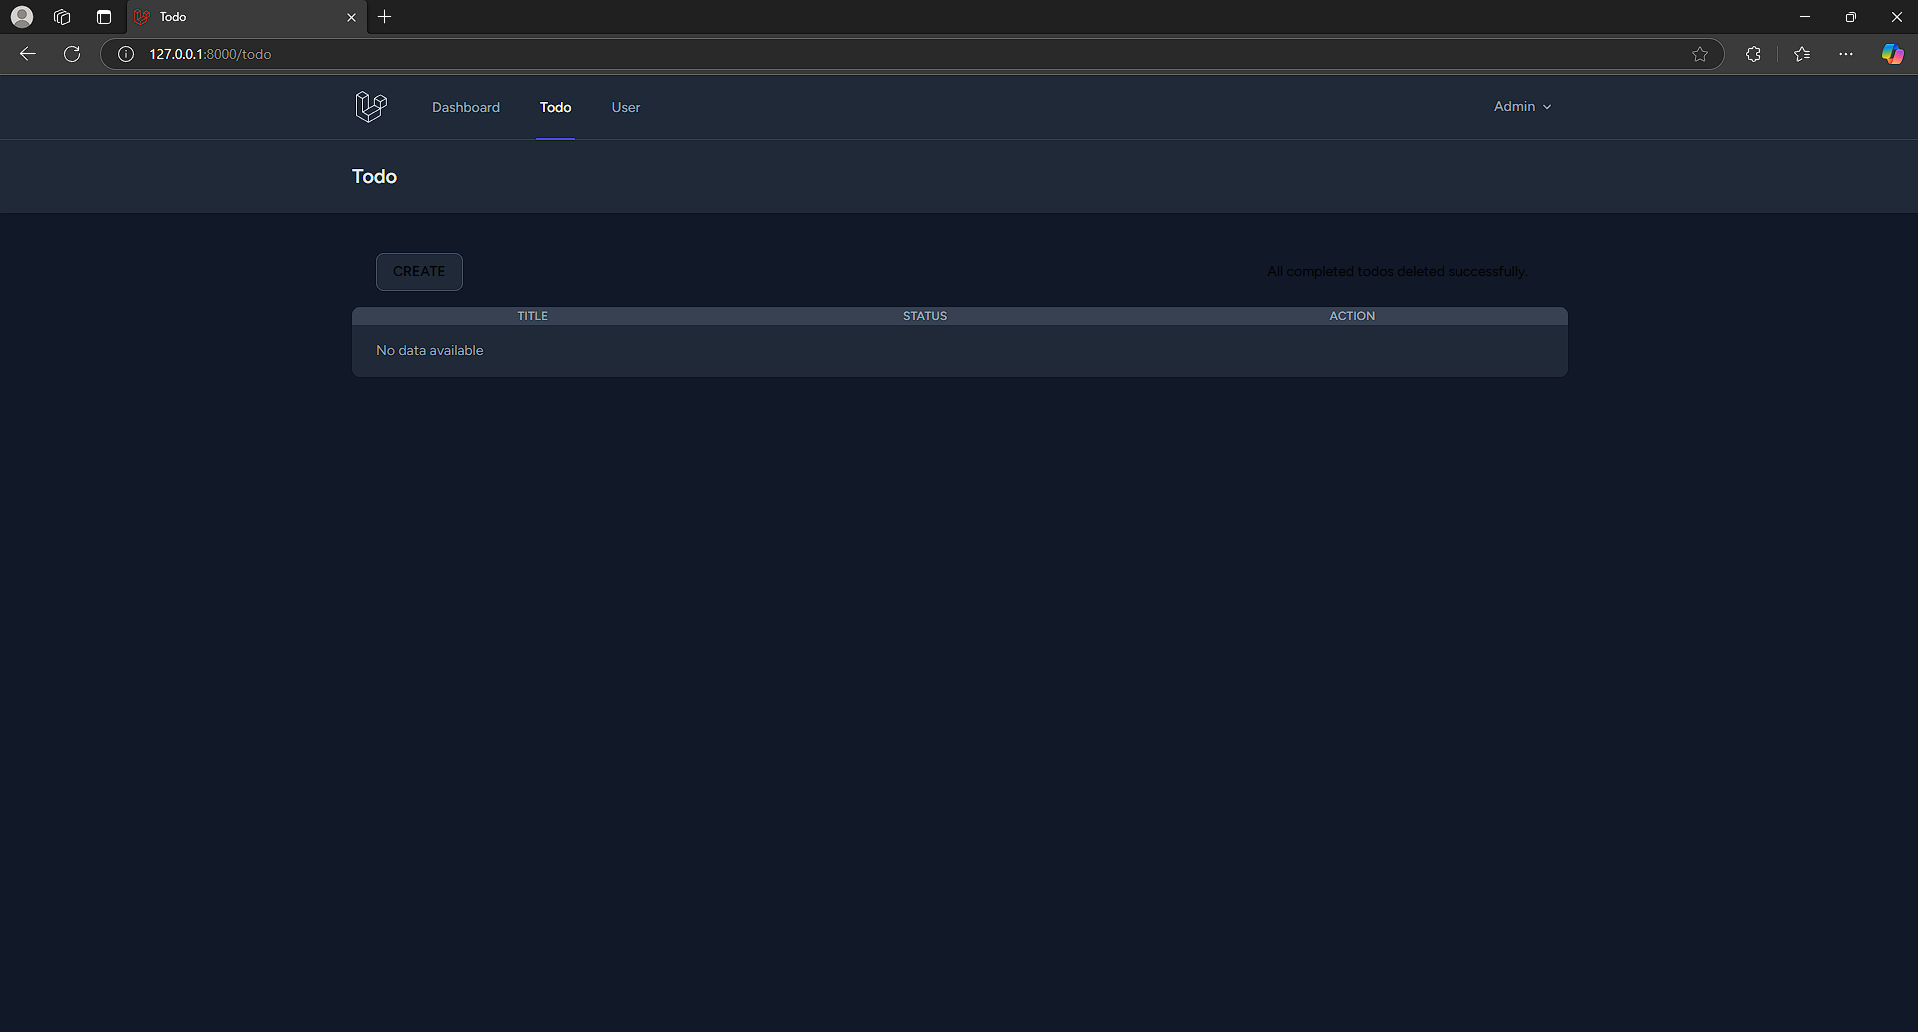 Todo
127.0.0.1:8000/todo
Dashboard Todo User Admin
Todo
CREATE All completed todos deleted successfully.
TITLE STATUS ACTION
No data available